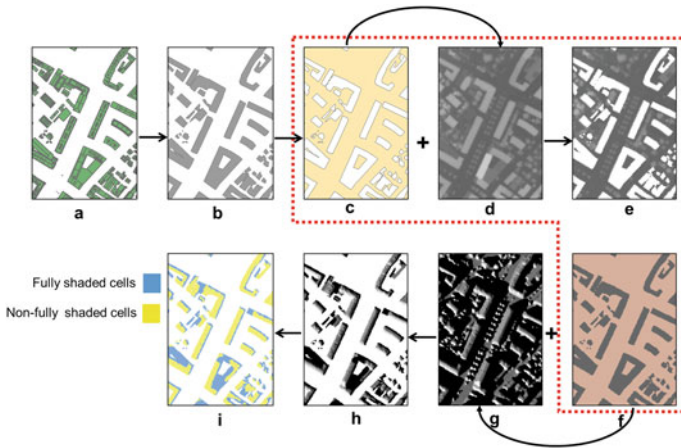 a
b
c
+
d
e
Fully shaded cells
Non-fully shaded cells
i
h
g
+
f